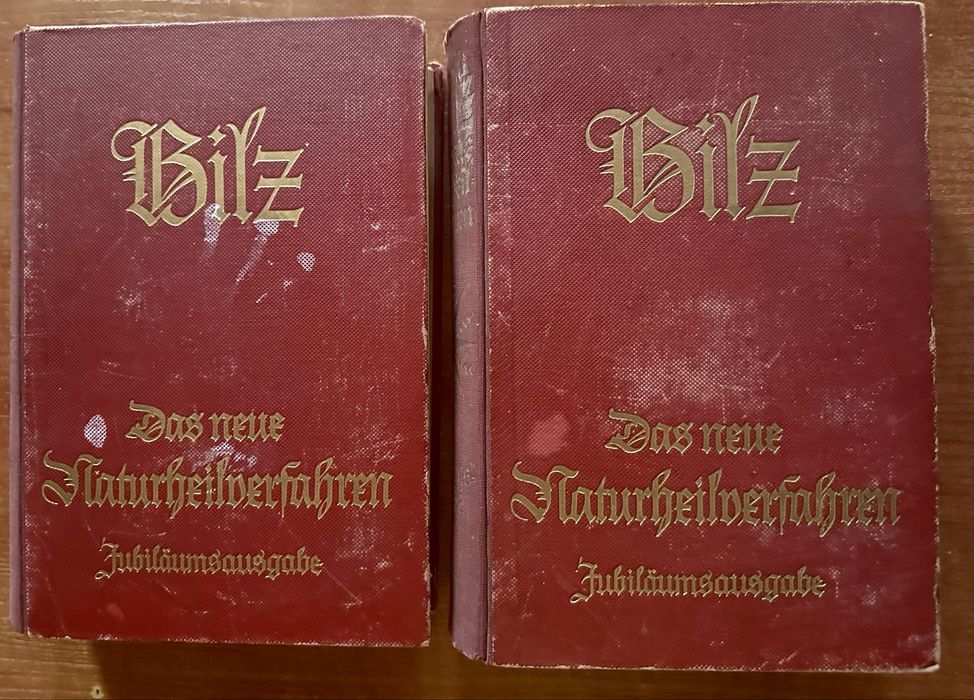 Bilz
Das neue
Naturheilverfahren
Jubiläumsausgabe
Bilz
Das neue
Naturheilverfahren
Jubiläumsausgabe